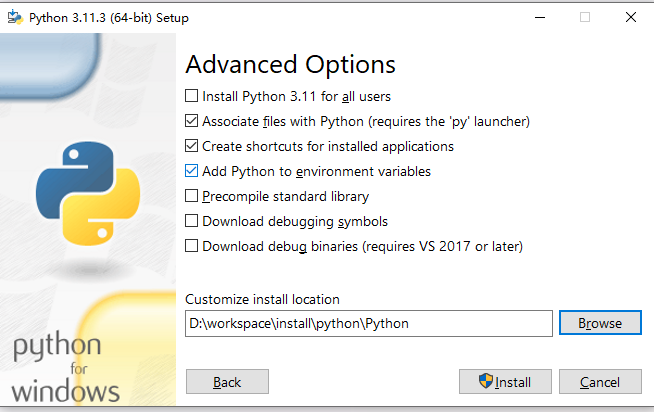 Python 3.11.3 (64-bit) Setup
Advanced Options
Install Python 3.11 for all users
Associate files with Python (requires the 'py' launcher)
Create shortcuts for installed applications
Add Python to environment variables
Precompile standard library
Download debugging symbols
Download debug binaries (requires VS 2017 or later)
Customize install location
D:\workspace\install\python\Python
Browse
python
for
windows
Back
Install
Cancel